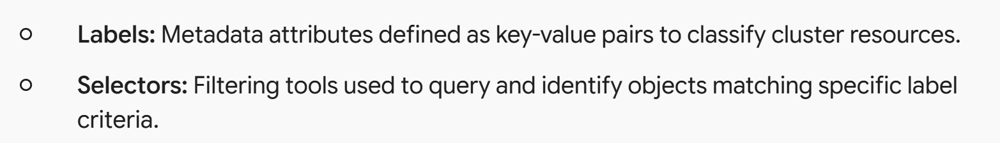 Labels: Metadata attributes defined as key-value pairs to classify cluster resources.
Selectors: Filtering tools used to query and identify objects matching specific label
criteria.